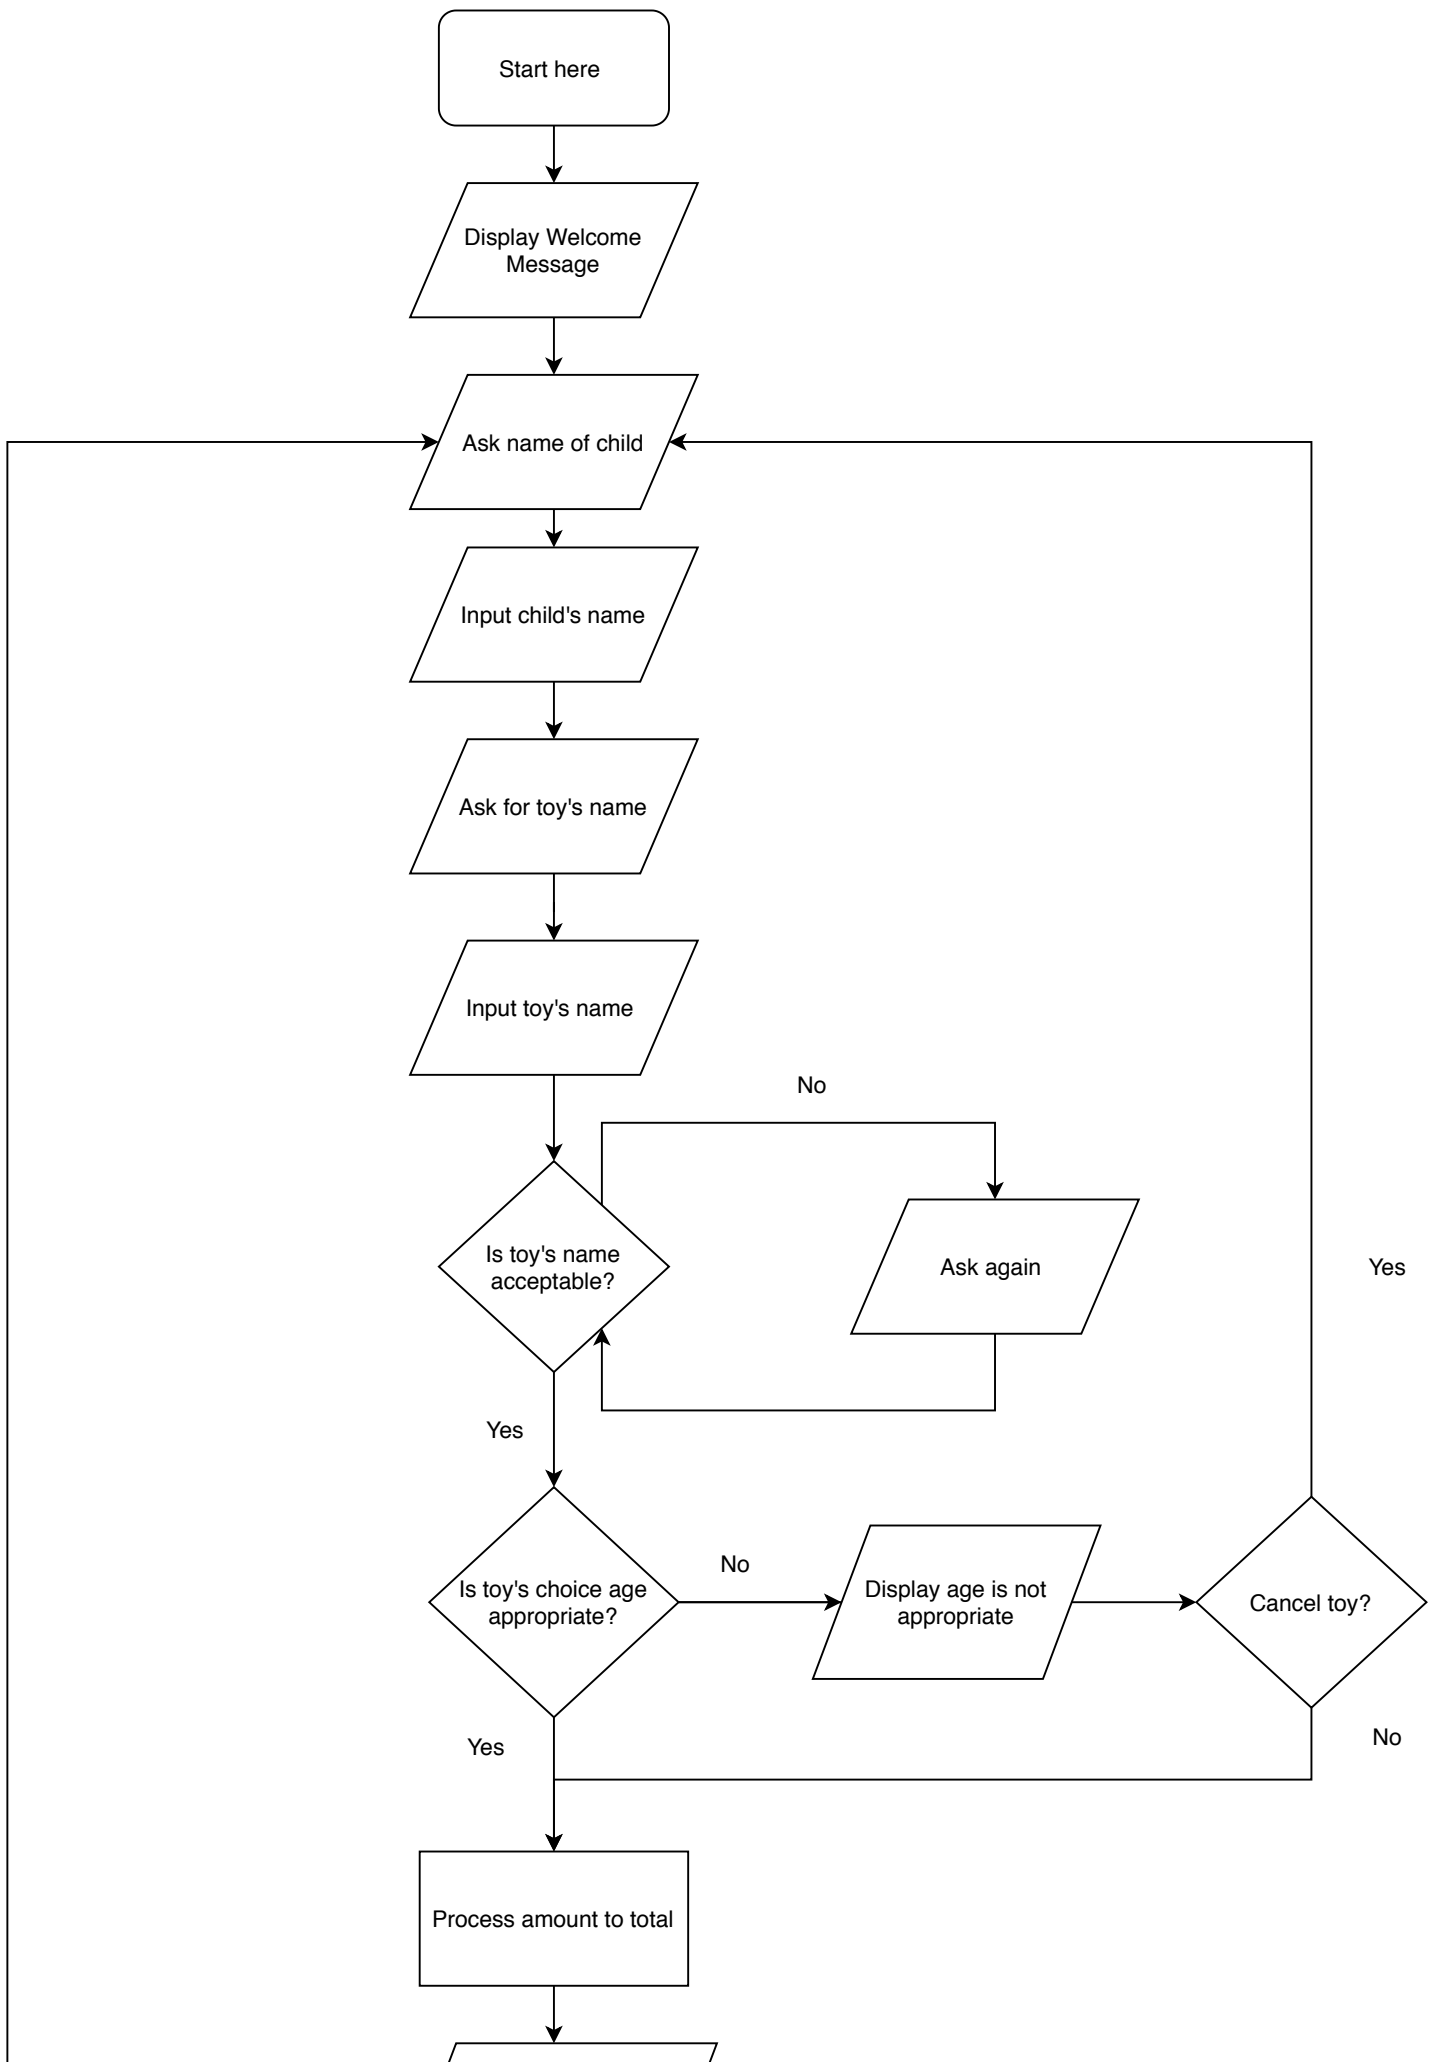 Start here
Display Welcome
Message
Ask name of child
Input child's name
Ask for toy's name
Input toy's name
No
Is toy's name
acceptable?
Ask again
Yes
Yes
Is toy's choice age
appropriate?
No
Display age is not
appropriate
Cancel toy?
Yes
No
Process amount to total